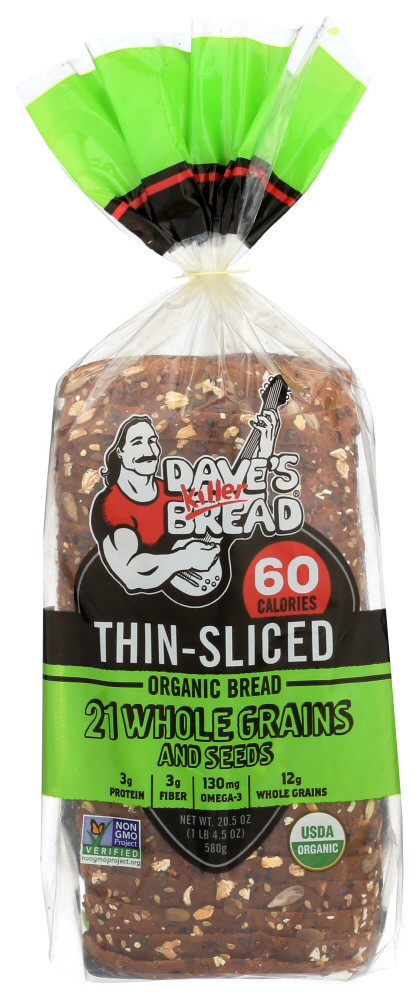 DAVE'S
Killer
BREAD®
60
CALORIES
THIN-SLICED
ORGANIC BREAD
21 WHOLE GRAINS
AND SEEDS
3g PROTEIN
3g FIBER
130mg OMEGA-3
12g WHOLE GRAINS
NET WT. 20.5 OZ
(1 LB 4.5 OZ)
580g
NON
GMO
Project
VERIFIED
nongmoproject.org
USDA
ORGANIC